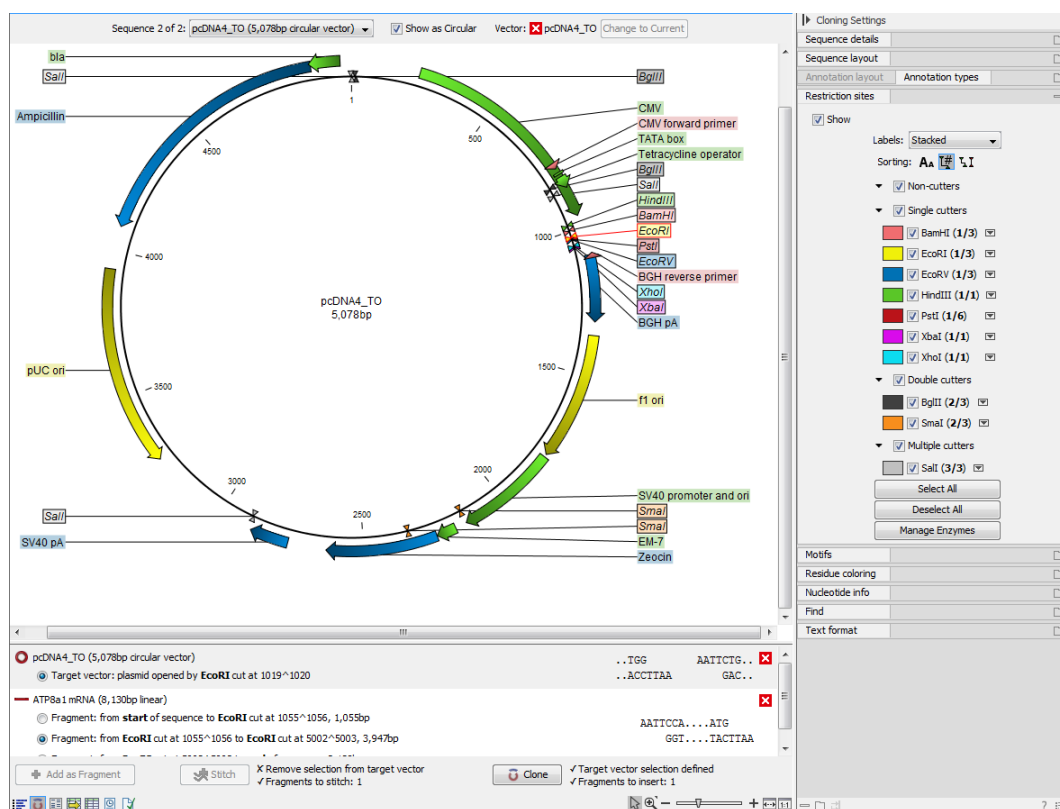 Sequence 2 of 2: pcDNA4_TO (5,078bp circular vector) Show as Circular Vector: pcDNA4_TO Change to Current
bla
SalI
Ampicillin
pUC ori
SalI
SV40 pA
BglII
CMV
CMV forward primer
TATA box
Tetracycline operator
BglII
SalI
HindIII
BamHI
EcoRI
PstI
EcoRV
BGH reverse primer
XhoI
XbaI
BGH pA
f1 ori
SV40 promoter and ori
SmaI
SmaI
EM-7
Zeocin
1
500
1000
1500
2000
2500
3000
3500
4000
4500
pcDNA4_TO
5,078bp
Cloning Settings
Sequence details
Sequence layout
Annotation layout Annotation types
Restriction sites
Show
Labels: Stacked
Sorting: AA I# II
Non-cutters
Single cutters
BamHI (1/3)
EcoRI (1/3)
EcoRV (1/3)
HindIII (1/1)
PstI (1/6)
XbaI (1/1)
XhoI (1/1)
Double cutters
BglII (2/3)
SmaI (2/3)
Multiple cutters
SalI (3/3)
Select All
Deselect All
Manage Enzymes
Motifs
Residue coloring
Nucleotide info
Find
Text format
pcDNA4_TO (5,078bp circular vector) ..TGG AATTCTG..
Target vector: plasmid opened by EcoRI cut at 1019^1020 ..ACCTTAA GAC..
ATP8a1 mRNA (8,130bp linear)
Fragment: from start of sequence to EcoRI cut at 1055^1056, 1,055bp
AATTCCA....ATG
Fragment: from EcoRI cut at 1055^1056 to EcoRI cut at 5002^5003, 3,947bp
GGT....TACTTAA
Add as Fragment
Stitch
X Remove selection from target vector
✓ Fragments to stitch: 1
Clone
✓ Target vector selection defined
✓ Fragments to insert: 1
1:1